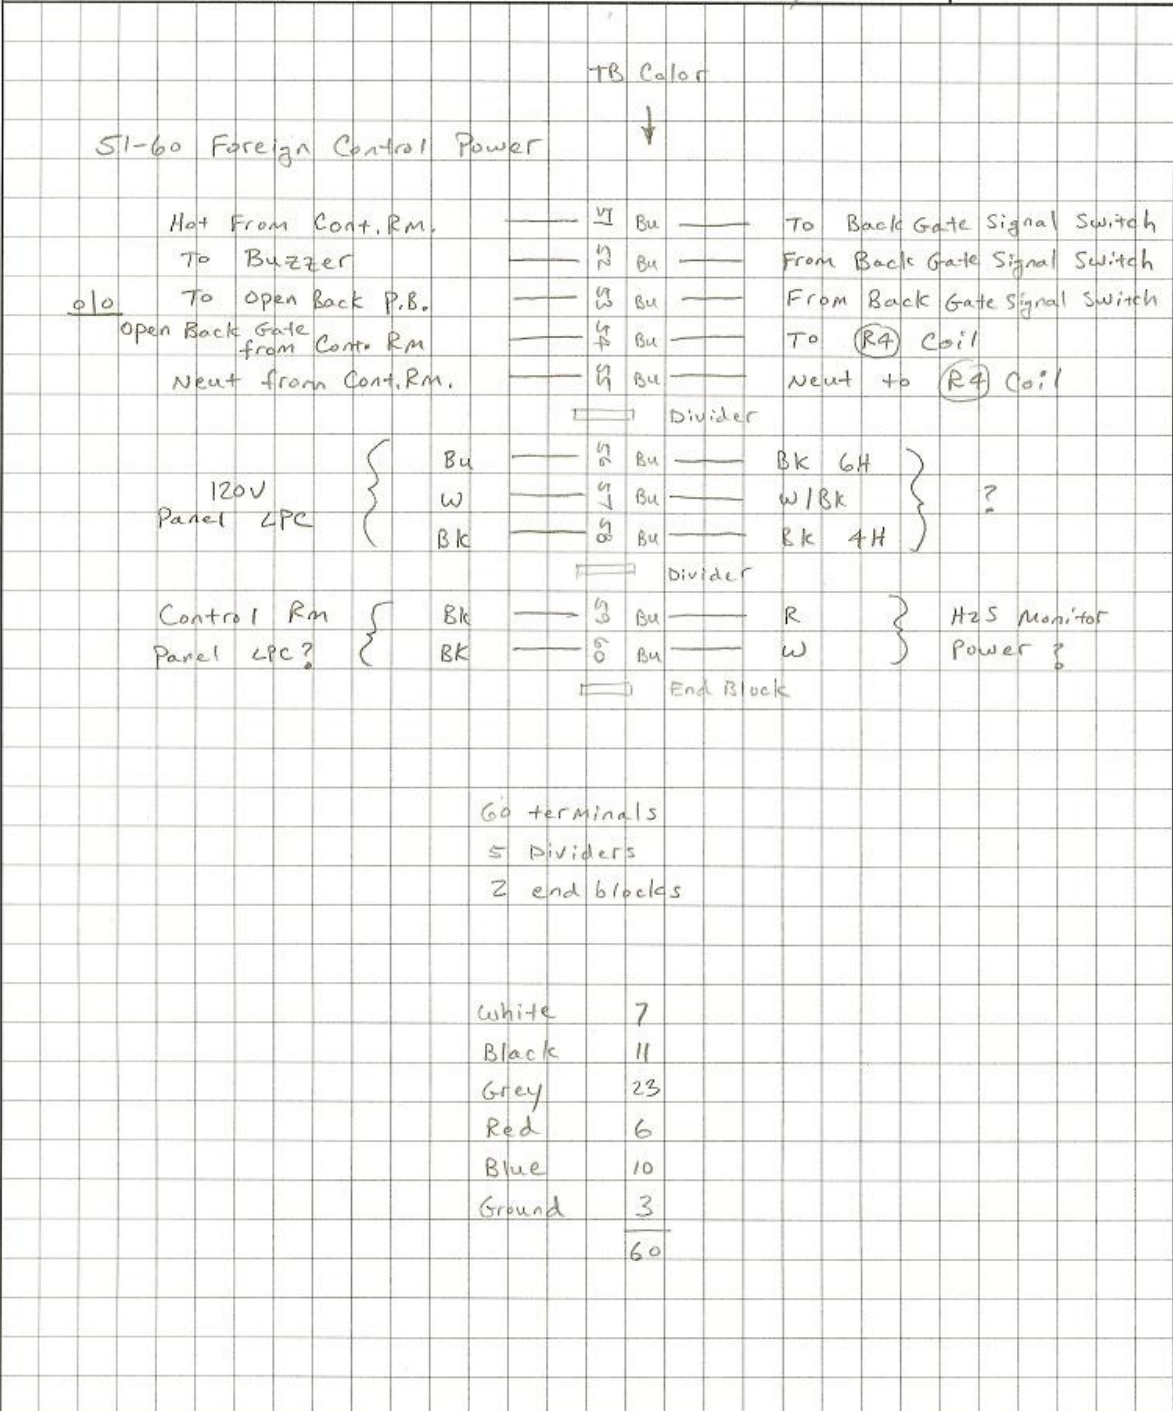 TB Color
51-60 Foreign Control Power
Hot From Cont. Rm. 51 Bu To Back Gate Signal Switch
To Buzzer 52 Bu From Back Gate Signal Switch
o|o To Open Back P.B. 53 Bu From Back Gate Signal Switch
Open Back Gate
from Cont. Rm 54 Bu To R4 Coil
Neut from Cont. Rm. 55 Bu Neut to R4 Coil
Divider
Bu 56 Bu Bk 6H
120V W 57 Bu W/Bk ?
Panel LPC
Bk 58 Bu Bk 4H
Divider
Control Rm Bk 59 Bu R H2S Monitor
Panel LPC? BK 60 Bu W Power ?
End Block
60 terminals
5 Dividers
2 end blocks
White 7
Black 11
Grey 23
Red 6
Blue 10
Ground 3
60